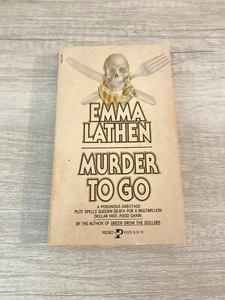 EMMA
LATHEN
MURDER
TO GO
A POISONOUS SABOTAGE
PLOT SPELLS SUDDEN DEATH FOR A MULTIMILLION
DOLLAR FAST-FOOD CHAIN.
BY THE AUTHOR OF GREEN GROW THE DOLLARS
POCKET